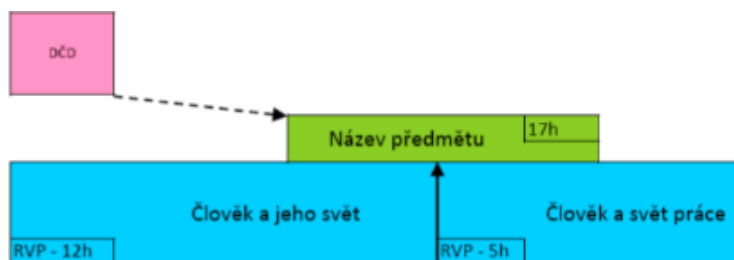 DČD
Název předmětu
17h
Člověk a jeho svět
Člověk a svět práce
RVP - 12h
RVP - 5h